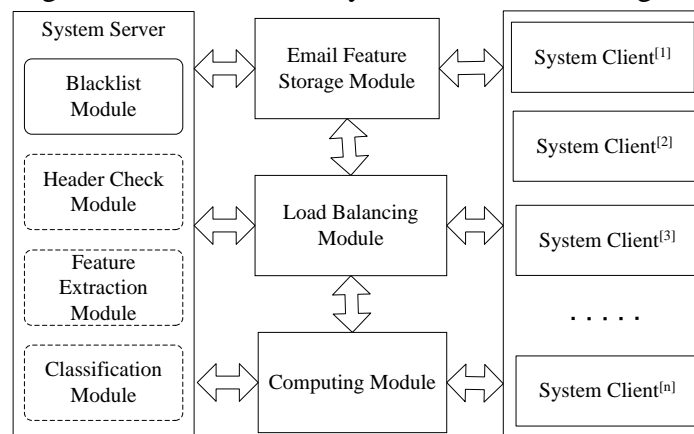 System Server
Blacklist
Module
Header Check
Module
Feature
Extraction
Module
Classification
Module
Email Feature
Storage Module
Load Balancing
Module
Computing Module
System Client[1]
System Client[2]
System Client[3]
. . . . .
System Client[n]